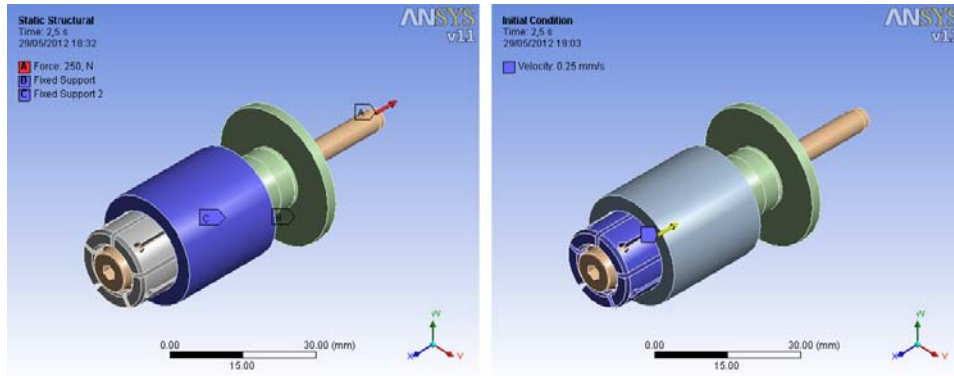 Static Structural
Time: 2,5 s
29/05/2012 18:32
A Force: 250, N
B Fixed Support
C Fixed Support 2
ANSYS
v11
A
C
B
0.00
30.00 (mm)
15.00
X
Y
Initial Condition
Time: 2,5 s
29/05/2012 19:03
Velocity: 0.25 mm/s
ANSYS
0.00
30.00 (mm)
15.00
X
Y